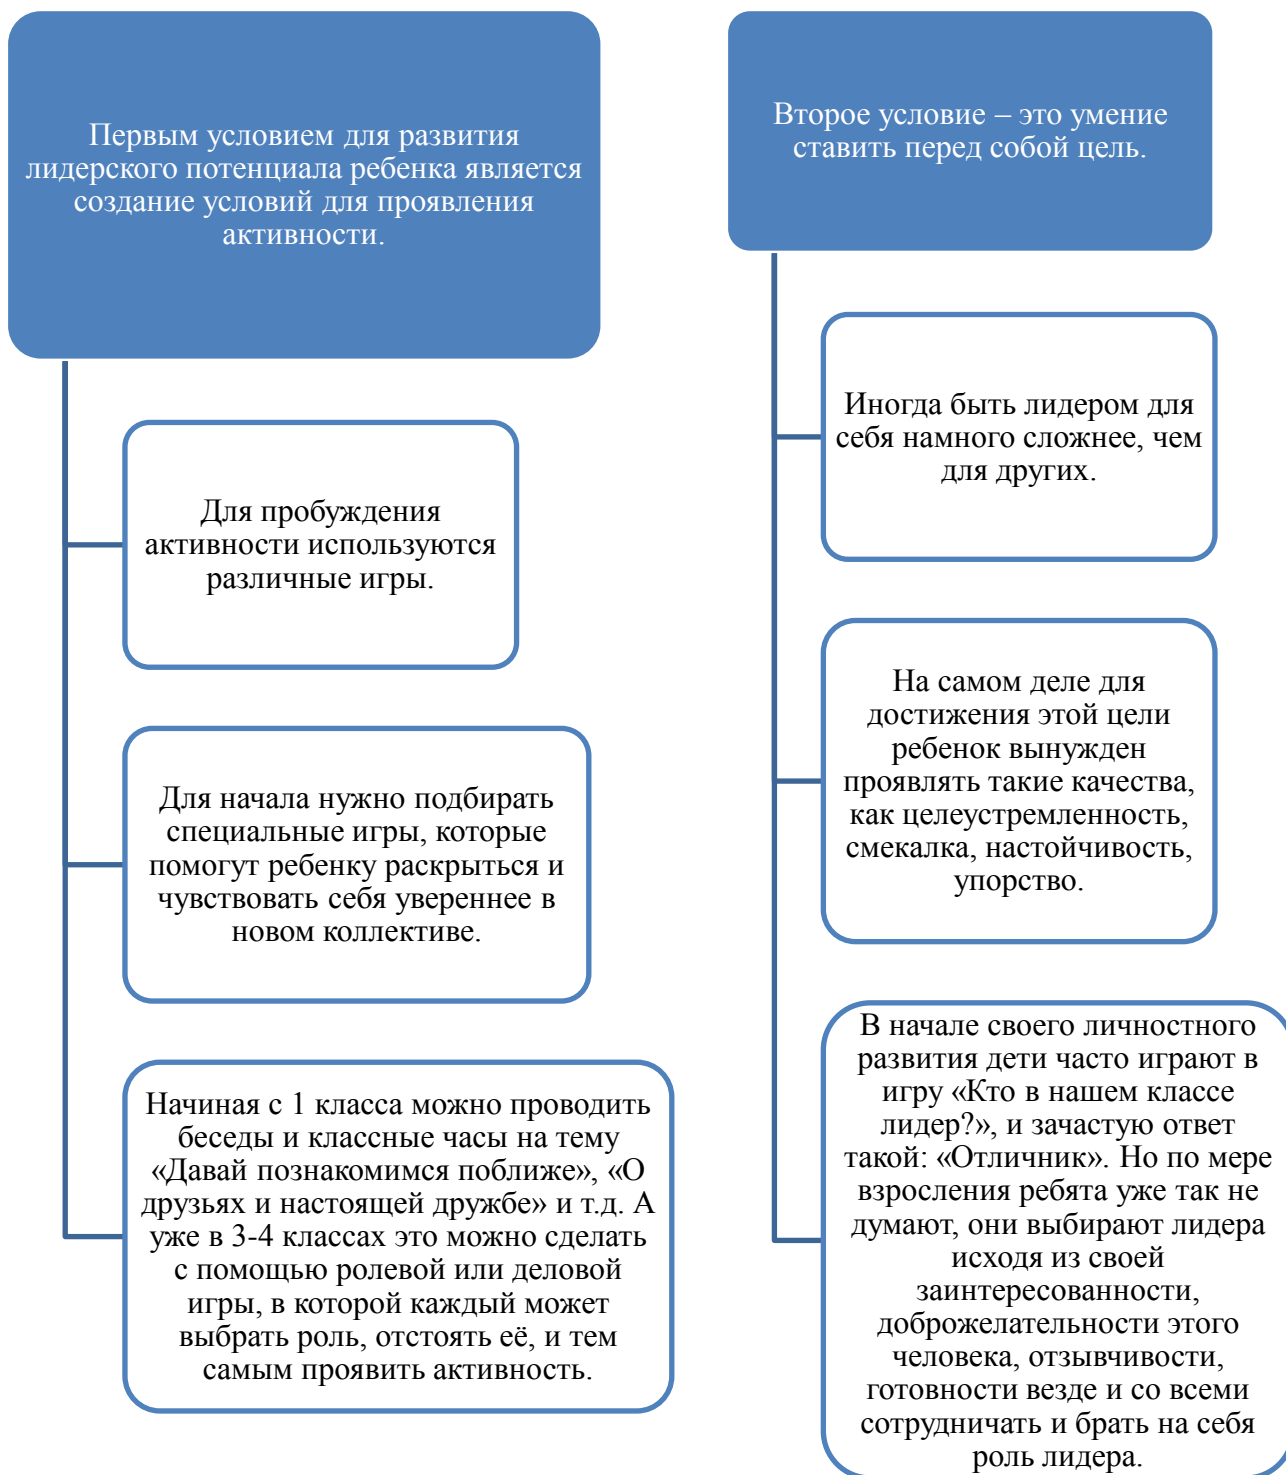 Первым условием для развития
лидерского потенциала ребенка является
создание условий для проявления
активности.
Для пробуждения
активности используются
различные игры.
Для начала нужно подбирать
специальные игры, которые
помогут ребенку раскрыться и
чувствовать себя увереннее в
новом коллективе.
Начиная с 1 класса можно проводить
беседы и классные часы на тему
«Давай познакомимся поближе», «О
друзьях и настоящей дружбе» и т.д. А
уже в 3-4 классах это можно сделать
с помощью ролевой или деловой
игры, в которой каждый может
выбрать роль, отстоять её, и тем
самым проявить активность.
Второе условие – это умение
ставить перед собой цель.
Иногда быть лидером для
себя намного сложнее, чем
для других.
На самом деле для
достижения этой цели
ребенок вынужден
проявлять такие качества,
как целеустремленность,
смекалка, настойчивость,
упорство.
В начале своего личностного
развития дети часто играют в
игру «Кто в нашем классе
лидер?», и зачастую ответ
такой: «Отличник». Но по мере
взросления ребята уже так не
думают, они выбирают лидера
исходя из своей
заинтересованности,
доброжелательности этого
человека, отзывчивости,
готовности везде и со всеми
сотрудничать и брать на себя
роль лидера.